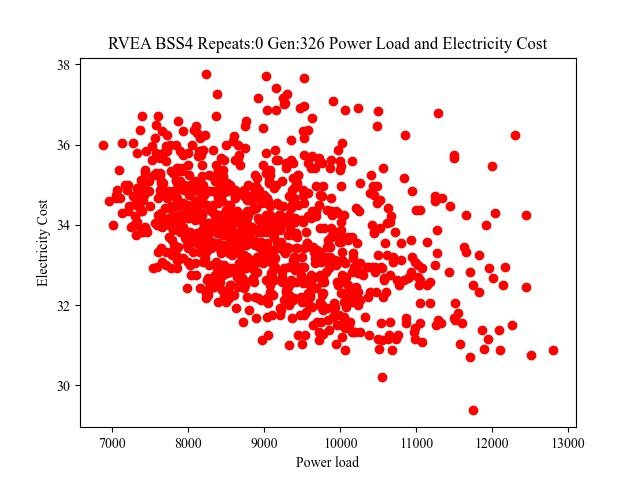 RVEA BSS4 Repeats:0 Gen:326 Power Load and Electricity Cost
38
36
34
32
30
Electricity Cost
7000 8000 9000 10000 11000 12000 13000
Power load